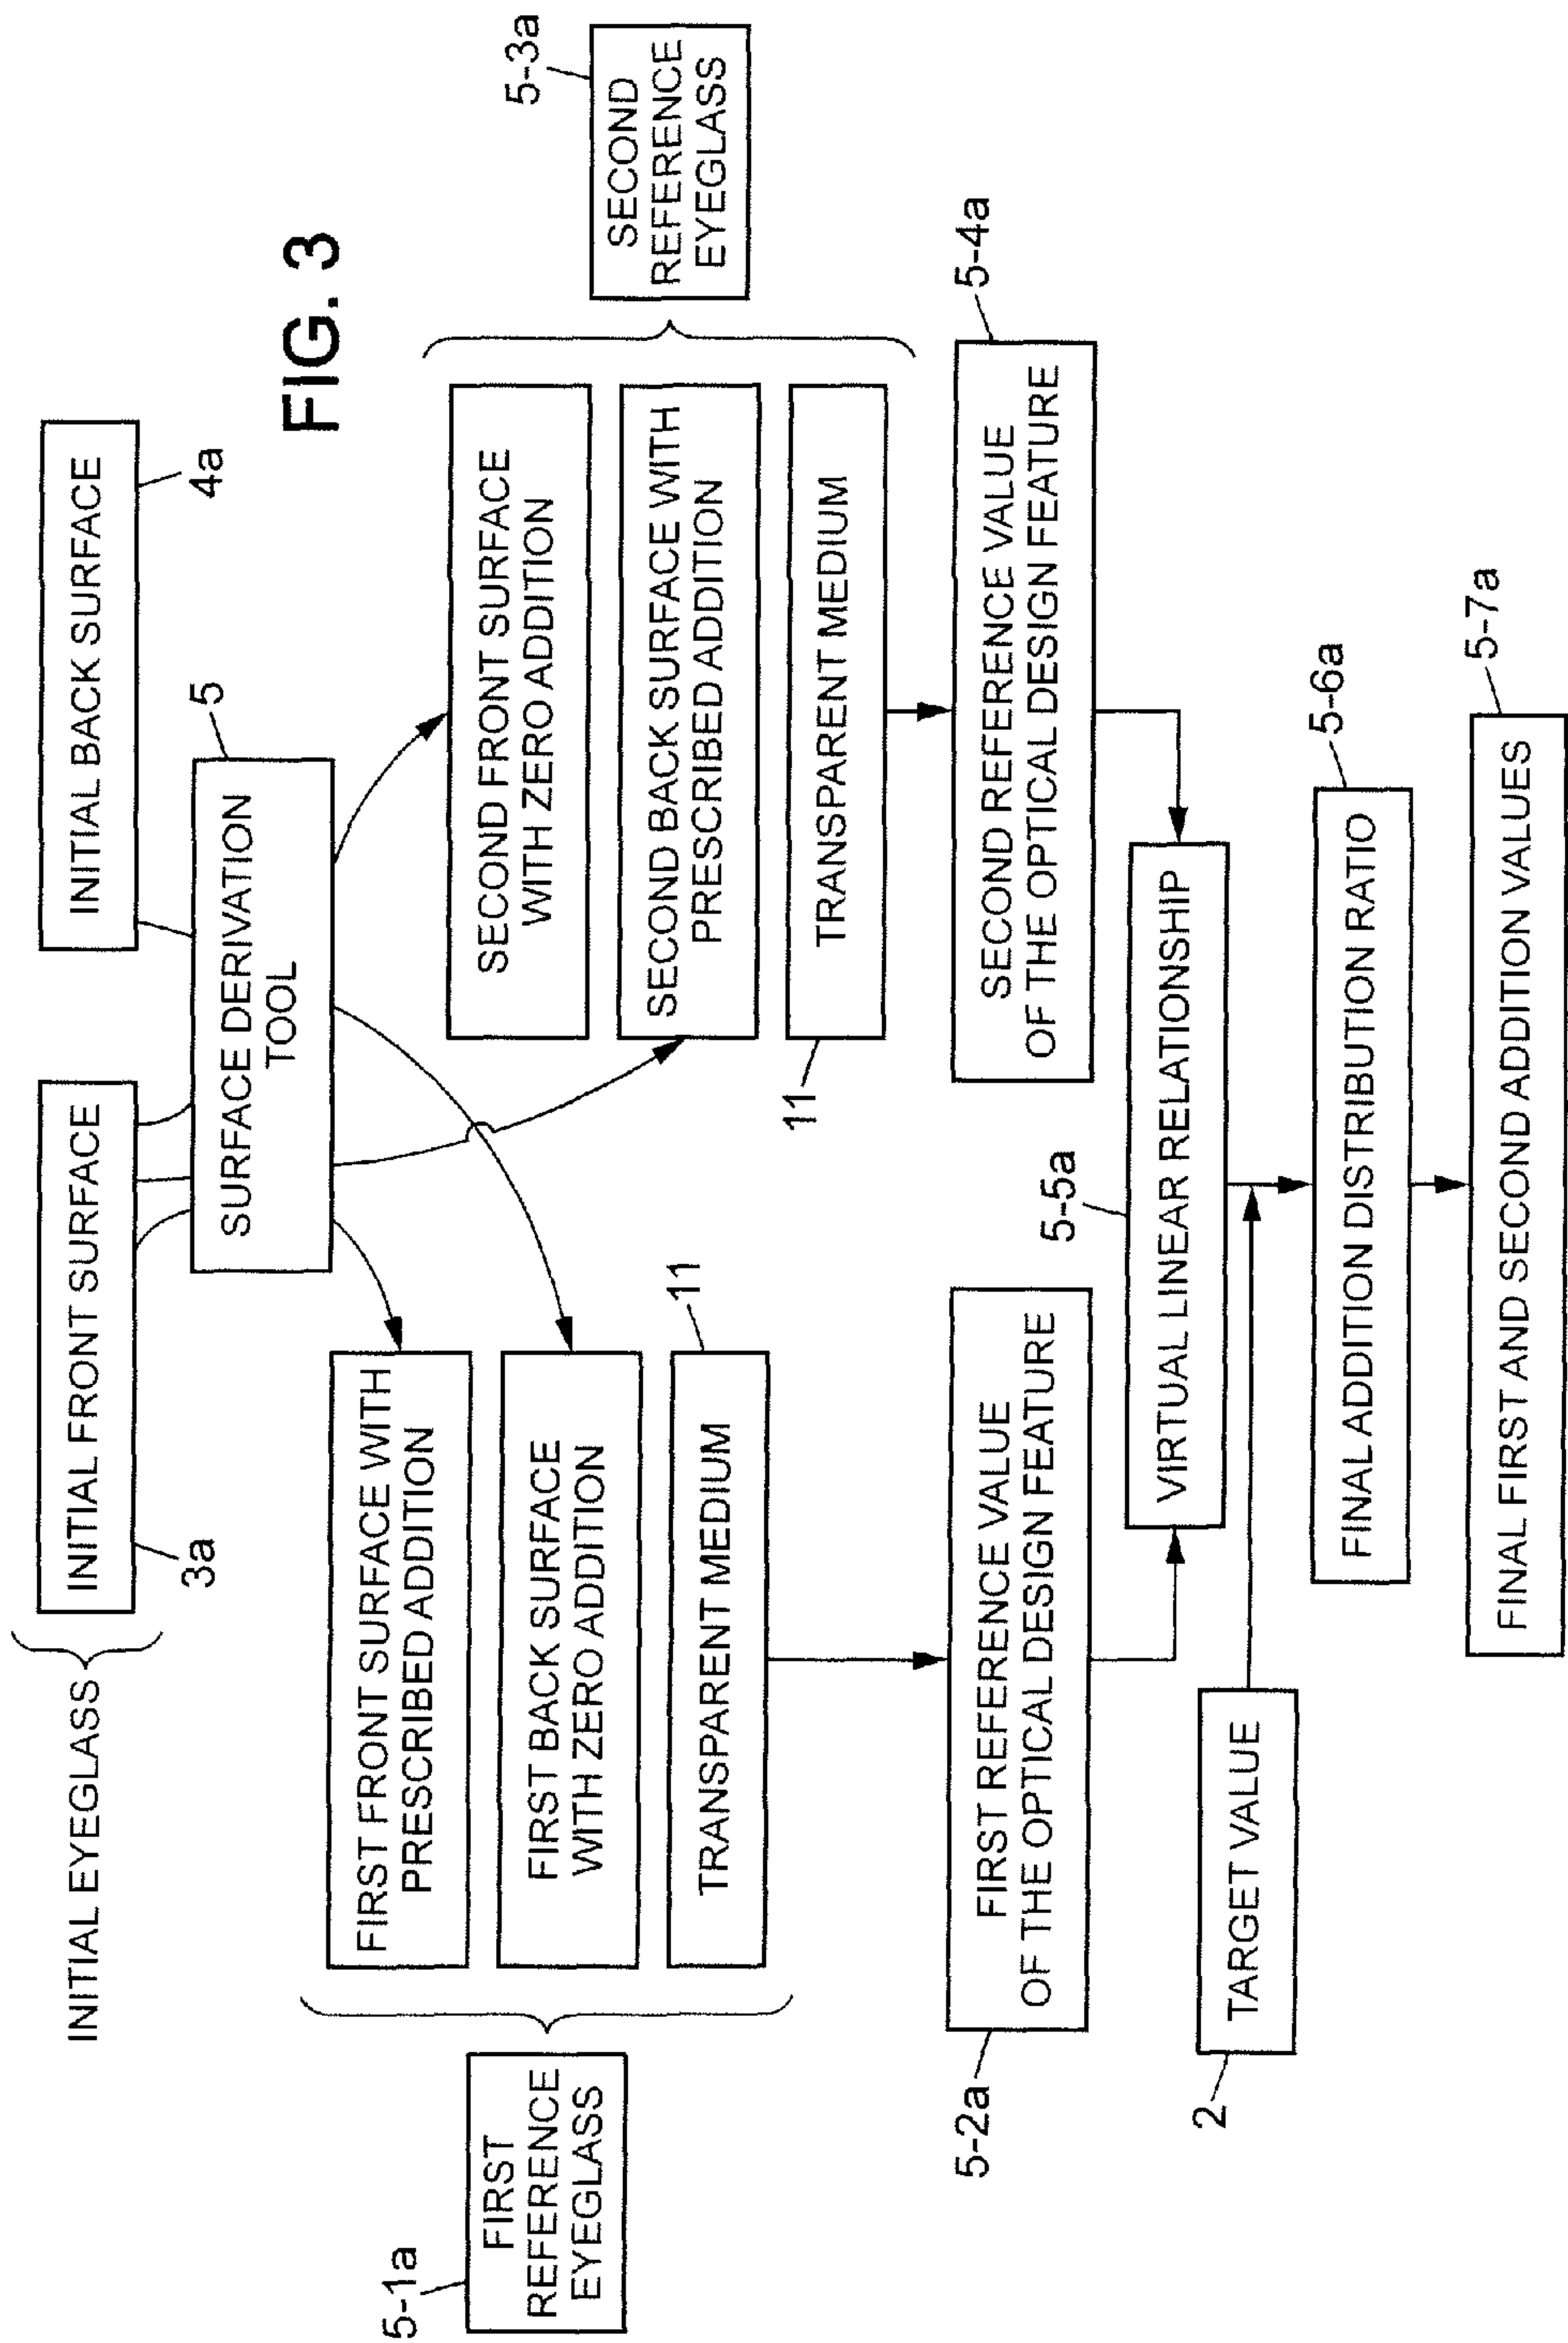 FIG. 3
INITIAL EYEGLASS
INITIAL FRONT SURFACE
3a
INITIAL BACK SURFACE
4a
SURFACE DERIVATION
TOOL
5
5-1a
FIRST
REFERENCE
EYEGLASS
FIRST FRONT SURFACE WITH
PRESCRIBED ADDITION
FIRST BACK SURFACE
WITH ZERO ADDITION
TRANSPARENT MEDIUM
11
SECOND FRONT SURFACE
WITH ZERO ADDITION
SECOND BACK SURFACE WITH
PRESCRIBED ADDITION
TRANSPARENT MEDIUM
11
5-3a
SECOND
REFERENCE
EYEGLASS
5-2a
FIRST REFERENCE VALUE
OF THE OPTICAL DESIGN FEATURE
SECOND REFERENCE VALUE
OF THE OPTICAL DESIGN FEATURE
5-4a
5-5a
VIRTUAL LINEAR RELATIONSHIP
2
TARGET VALUE
FINAL ADDITION DISTRIBUTION RATIO
5-6a
FINAL FIRST AND SECOND ADDITION VALUES
5-7a